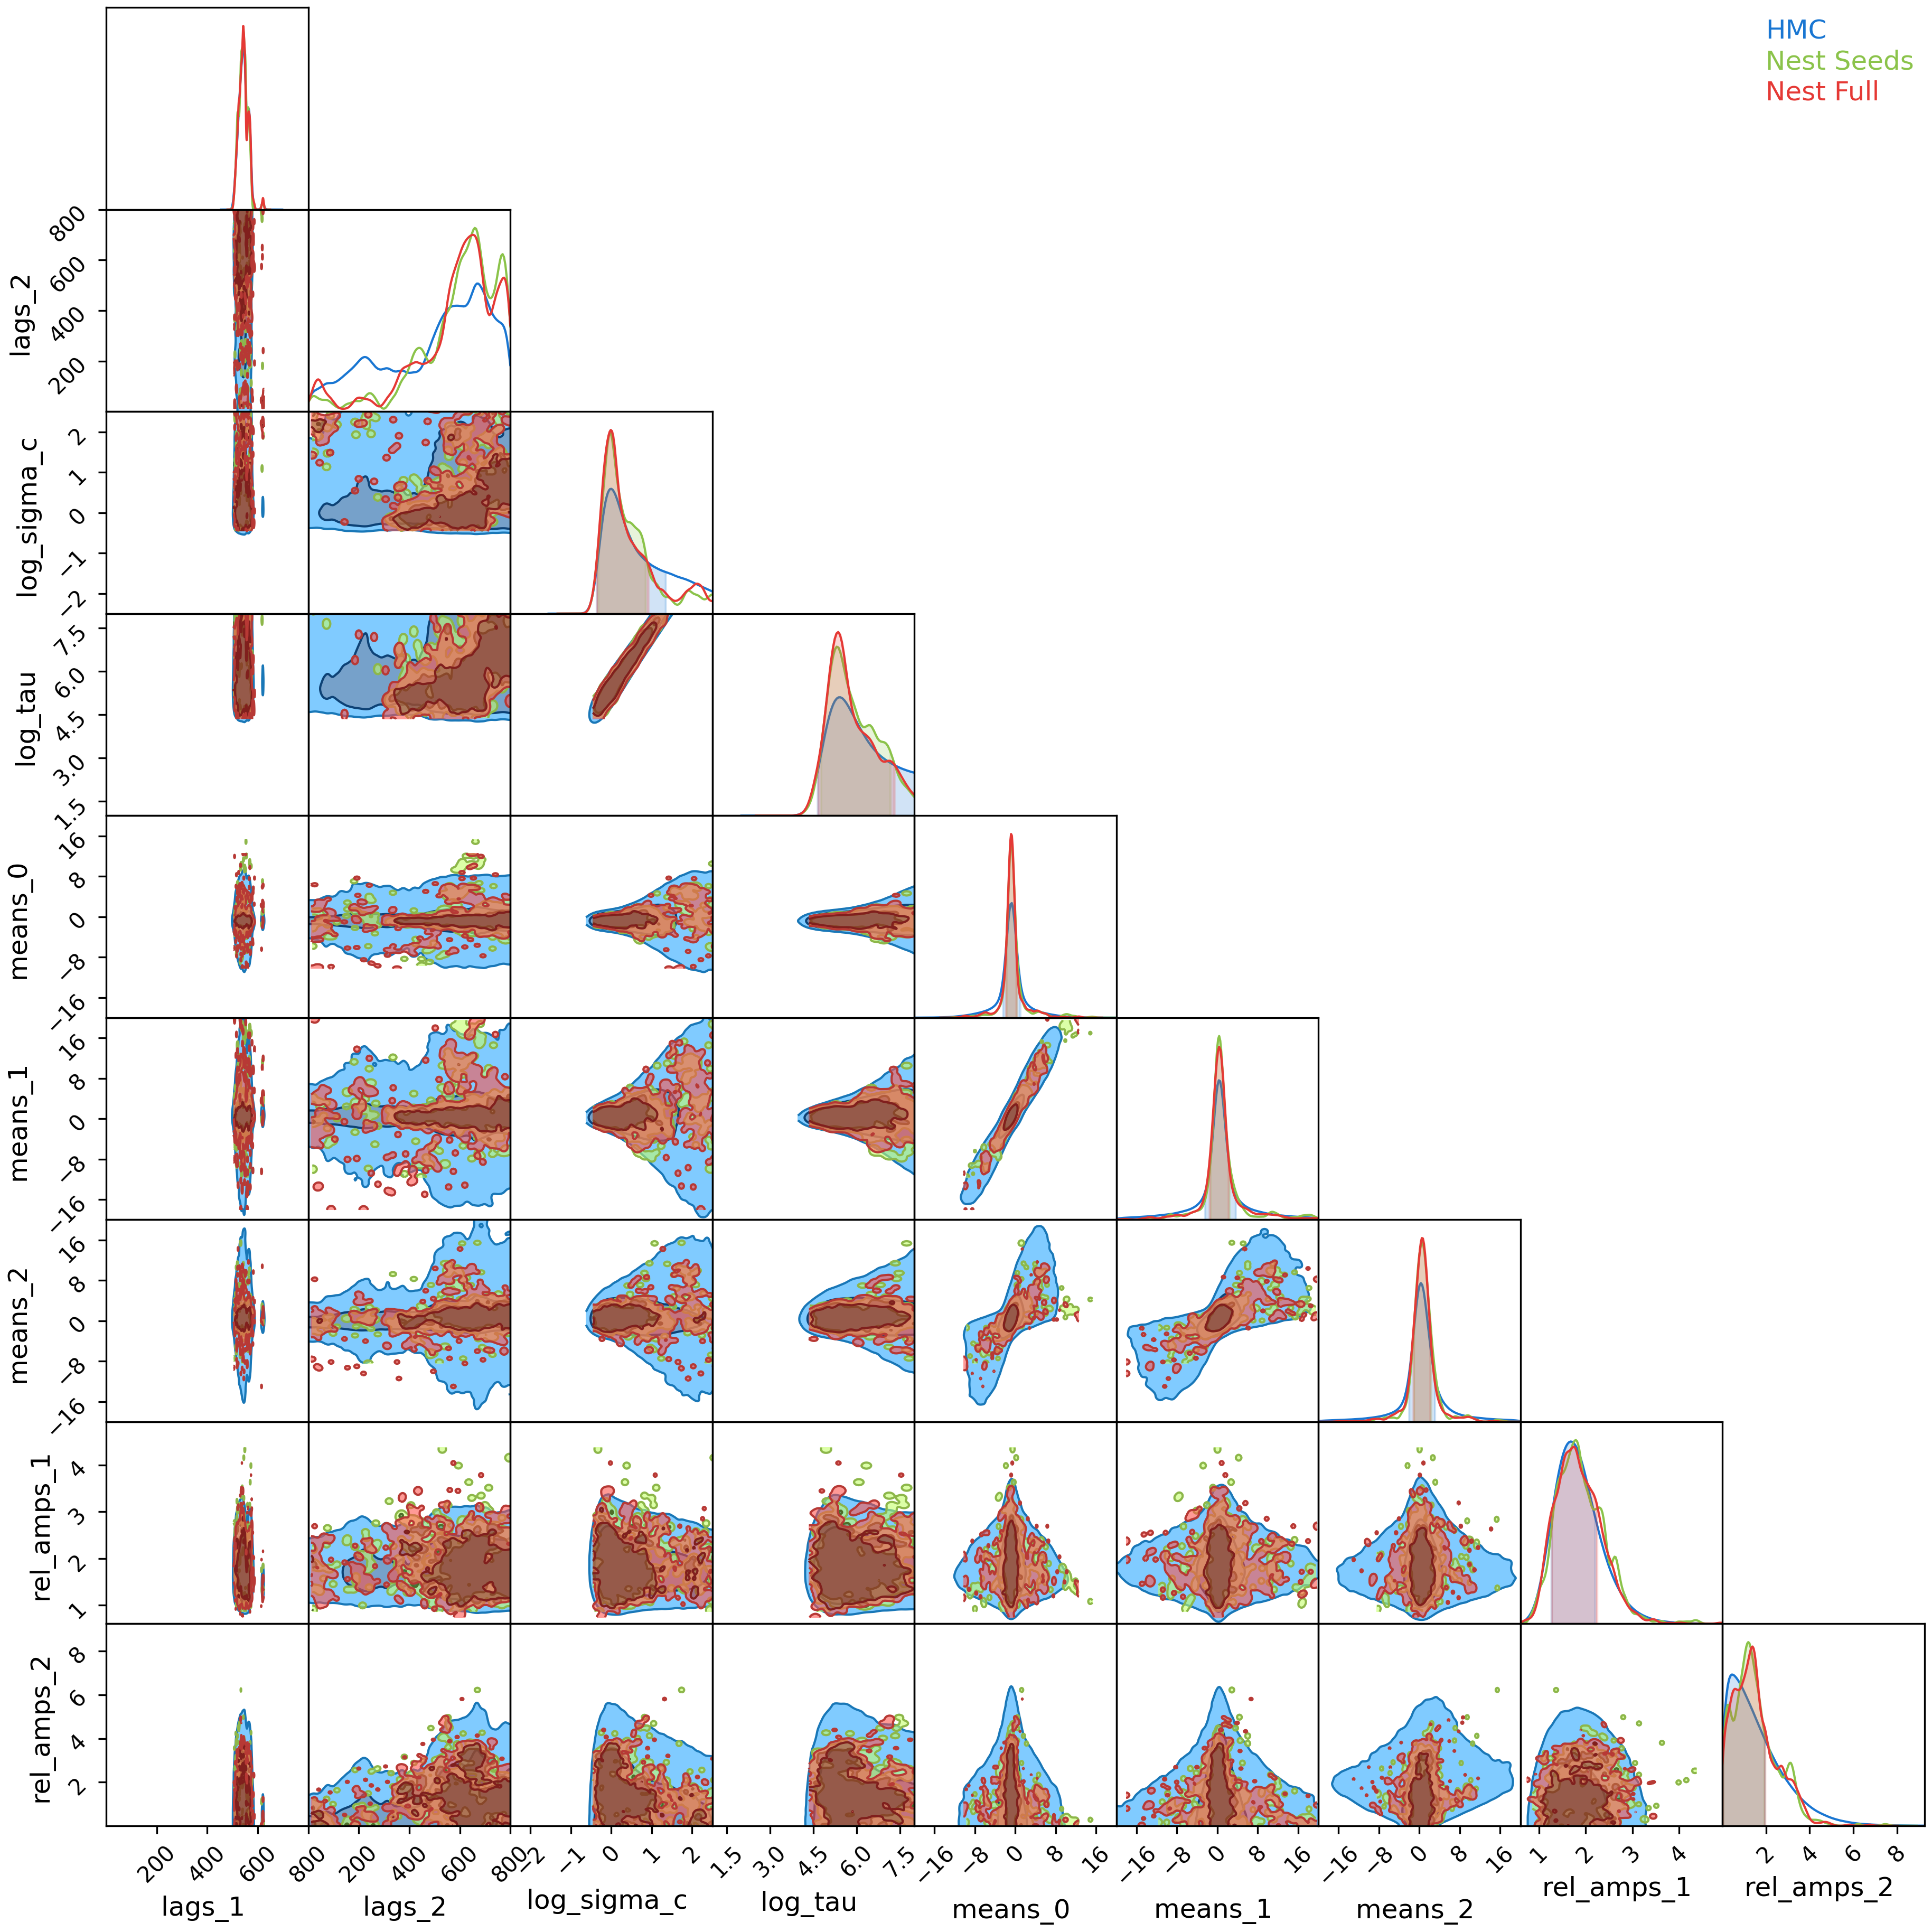 HMC
Nest Seeds
Nest Full
800
600
400
200
lags_2
2
1
0
−1
−2
log_sigma_c
7.5
6.0
4.5
3.0
1.5
log_tau
16
8
0
−8
−16
means_0
16
8
0
−8
−16
means_1
16
8
0
−8
−16
means_2
4
3
2
1
rel_amps_1
8
6
4
2
rel_amps_2
200 400 600 800 200 400 600 800 −2 −1 0 1 2 1.5 3.0 4.5 6.0 7.5 −16 −8 0 8 16 −16 −8 0 8 16 −16 −8 0 8 16 1 2 3 4 2 4 6 8
lags_1 lags_2 log_sigma_c log_tau means_0 means_1 means_2 rel_amps_1 rel_amps_2